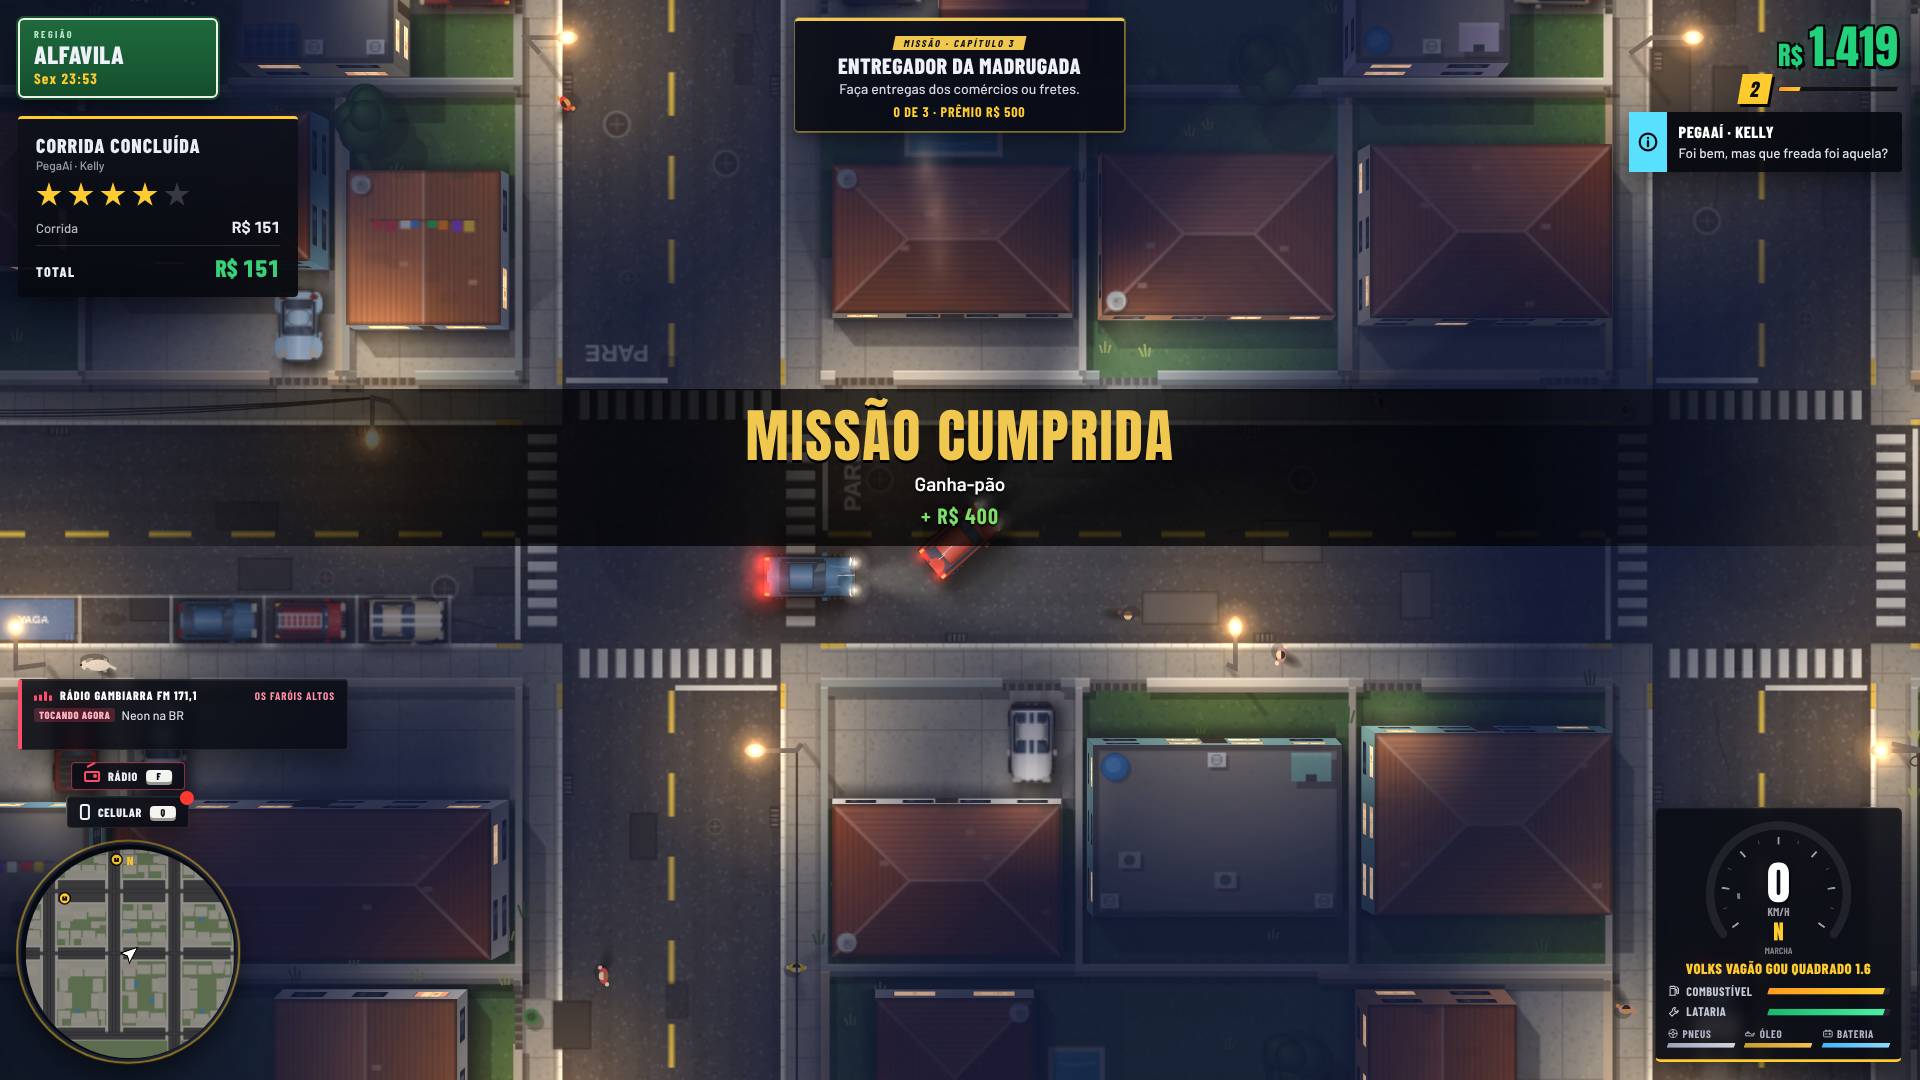 REGIÃO
ALFAVILA
Sex 23:53
CORRIDA CONCLUÍDA
PegaAí · Kelly
Corrida R$ 151
TOTAL R$ 151
MISSÃO · CAPÍTULO 3
ENTREGADOR DA MADRUGADA
Faça entregas dos comércios ou fretes.
0 DE 3 · PRÊMIO R$ 500
R$ 1.419
2
PEGAAÍ · KELLY
Foi bem, mas que freada foi aquela?
PARE
MISSÃO CUMPRIDA
Ganha-pão
+ R$ 400
VAGA
RÁDIO GAMBIARRA FM 171,1 OS FARÓIS ALTOS
TOCANDO AGORA Neon na BR
RÁDIO F
CELULAR Q
N
0
KM/H
N
MARCHA
VOLKS VAGÃO GOU QUADRADO 1.6
COMBUSTÍVEL
LATARIA
PNEUS ÓLEO BATERIA